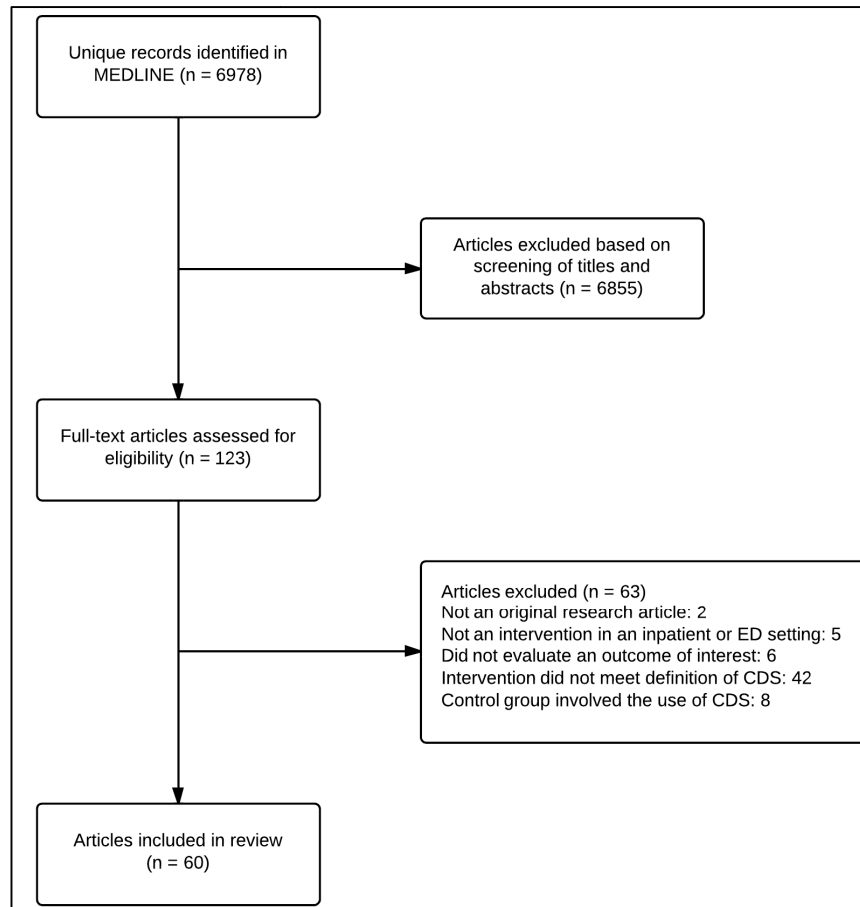 Unique records identified in
MEDLINE (n = 6978)
Articles excluded based on
screening of titles and
abstracts (n = 6855)
Full-text articles assessed for
eligibility (n = 123)
Articles excluded (n = 63)
Not an original research article: 2
Not an intervention in an inpatient or ED setting: 5
Did not evaluate an outcome of interest: 6
Intervention did not meet definition of CDS: 42
Control group involved the use of CDS: 8
Articles included in review
(n = 60)